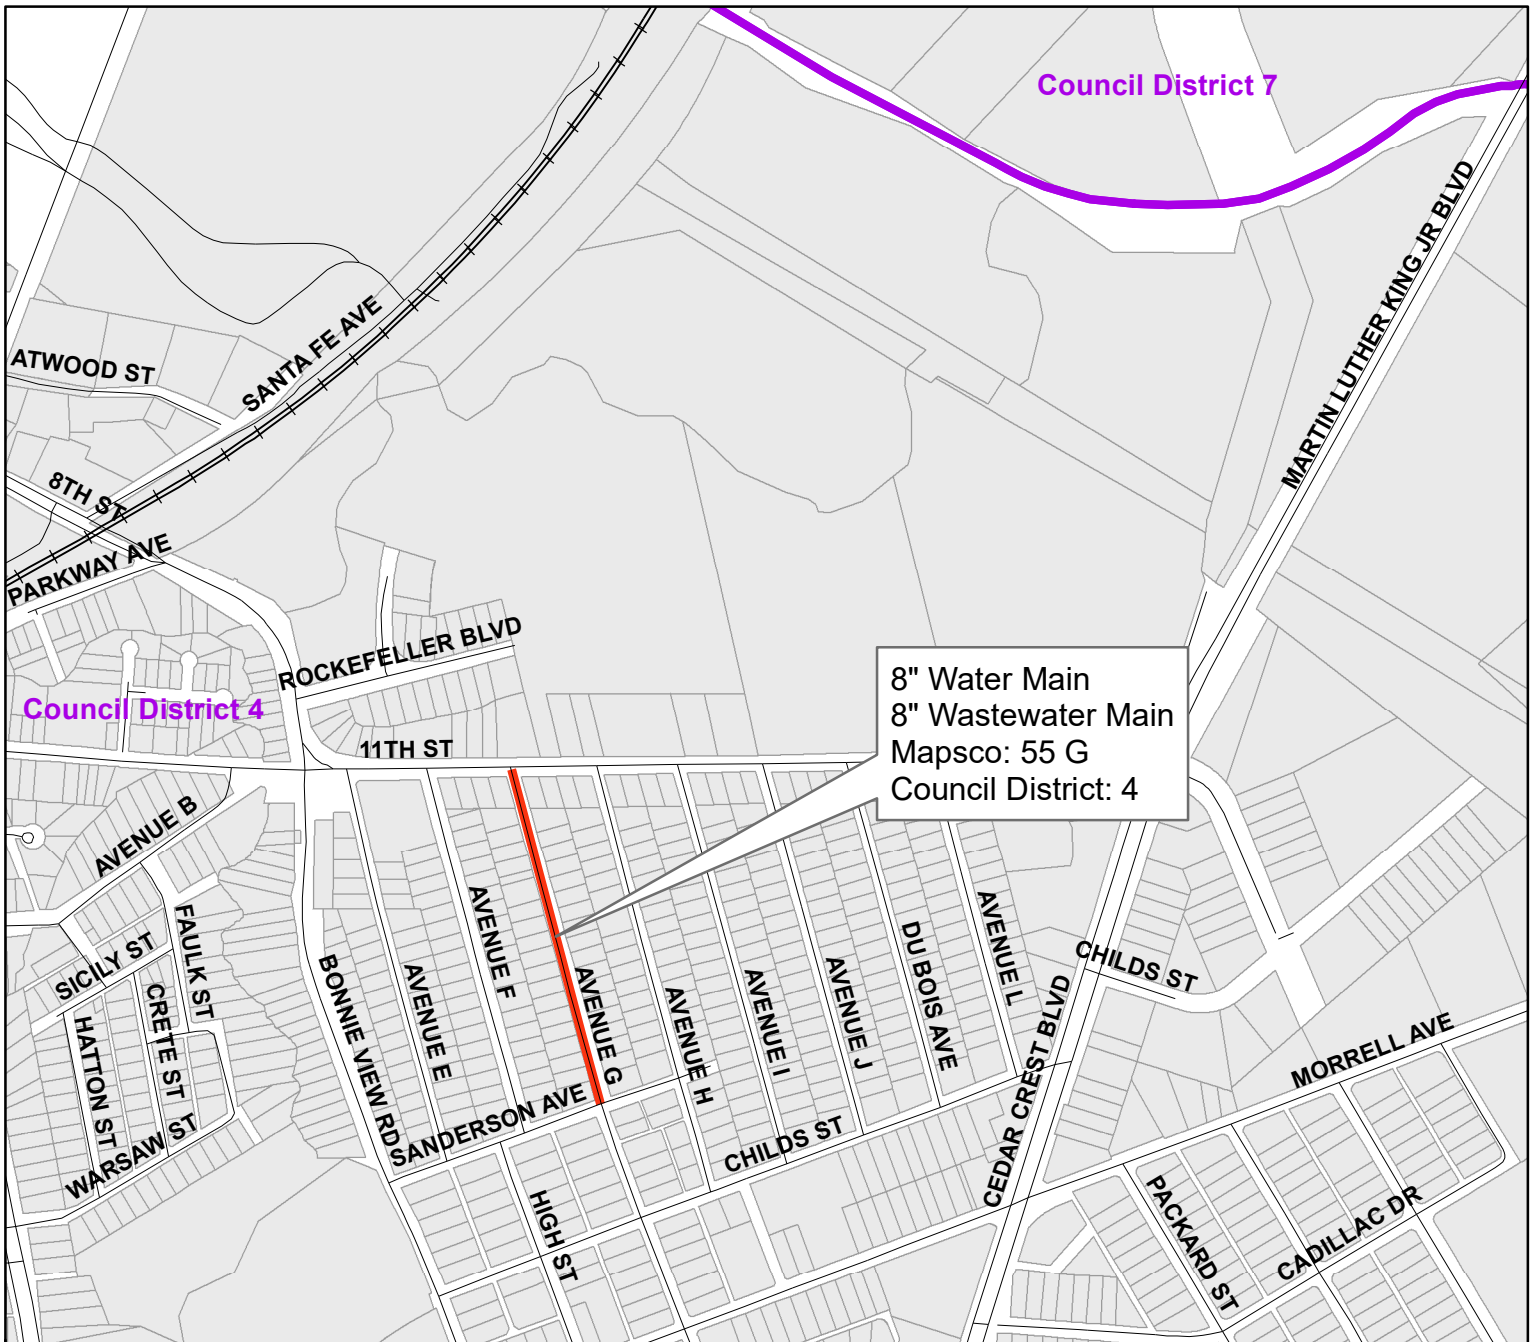 Council District 7
MARTIN LUTHER KING JR BLVD
SANTA FE AVE
ATWOOD ST
8TH ST
PARKWAY AVE
ROCKEFELLER BLVD
Council District 4
11TH ST
8" Water Main
8" Wastewater Main
Mapsco: 55 G
Council District: 4
AVENUE B
FAULK ST
SICILY ST
CRETE ST
HATTON ST
WARSAW ST
BONNIE VIEW RD
AVENUE E
AVENUE F
AVENUE G
AVENUE H
AVENUE I
AVENUE J
DU BOIS AVE
AVENUE L
CHILDS ST
CEDAR CREST BLVD
MORRELL AVE
SANDERSON AVE
CHILDS ST
HIGH ST
PACKARD ST
CADILLAC DR